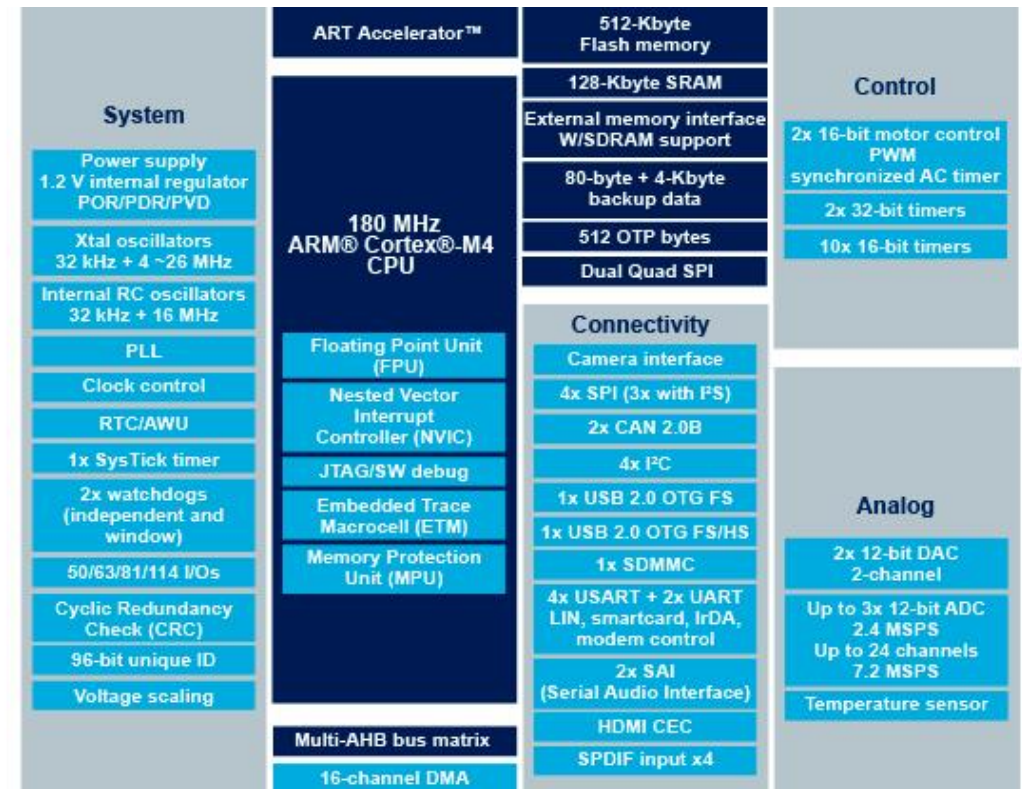 System
Power supply
1.2 V internal regulator
POR/PDR/PVD
Xtal oscillators
32 kHz + 4 ~26 MHz
Internal RC oscillators
32 kHz + 16 MHz
PLL
Clock control
RTC/AWU
1x SysTick timer
2x watchdogs
(independent and
window)
50/63/81/114 I/Os
Cyclic Redundancy
Check (CRC)
96-bit unique ID
Voltage scaling
ART Accelerator™
180 MHz
ARM® Cortex®-M4
CPU
Floating Point Unit
(FPU)
Nested Vector
Interrupt
Controller (NVIC)
JTAG/SW debug
Embedded Trace
Macrocell (ETM)
Memory Protection
Unit (MPU)
Multi-AHB bus matrix
16-channel DMA
512-Kbyte
Flash memory
128-Kbyte SRAM
External memory interface
W/SDRAM support
80-byte + 4-Kbyte
backup data
512 OTP bytes
Dual Quad SPI
Connectivity
Camera interface
4x SPI (3x with I²S)
2x CAN 2.0B
4x I²C
1x USB 2.0 OTG FS
1x USB 2.0 OTG FS/HS
1x SDMMC
4x USART + 2x UART
LIN, smartcard, IrDA,
modem control
2x SAI
(Serial Audio Interface)
HDMI CEC
SPDIF input x4
Control
2x 16-bit motor control
PWM
synchronized AC timer
2x 32-bit timers
10x 16-bit timers
Analog
2x 12-bit DAC
2-channel
Up to 3x 12-bit ADC
2.4 MSPS
Up to 24 channels
7.2 MSPS
Temperature sensor